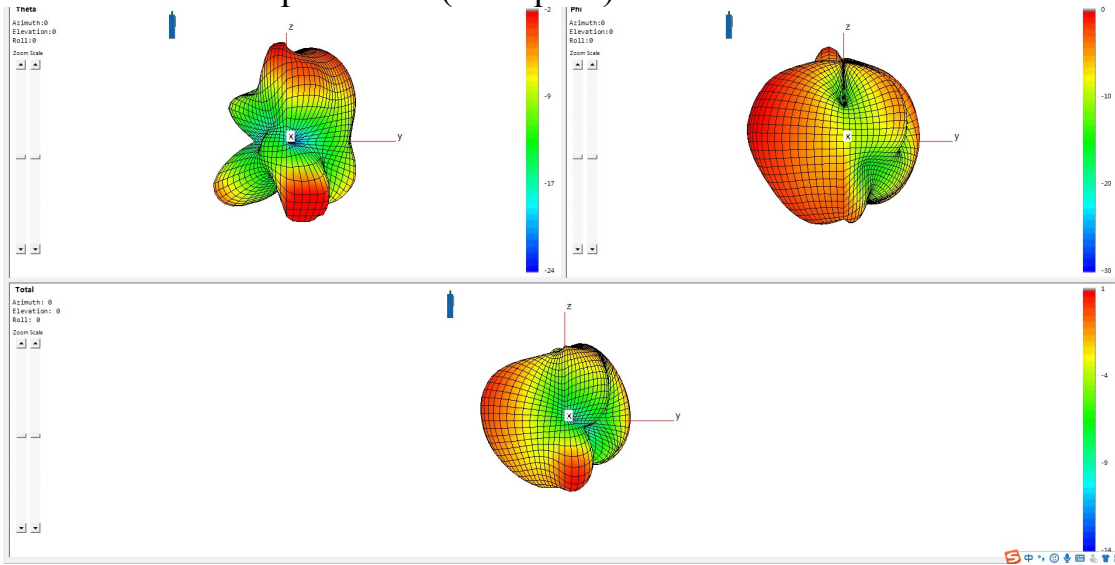 Theta
Azimuth:0
Elevation:0
Roll:0
Zoom Scale
z
y
x
-2
-9
-17
-24
Phi
Azimuth:0
Elevation:0
Roll:0
Zoom Scale
z
y
x
0
-10
-20
-30
Total
Azimuth: 0
Elevation: 0
Roll: 0
Zoom Scale
z
y
x
1
-4
-9
-14
中